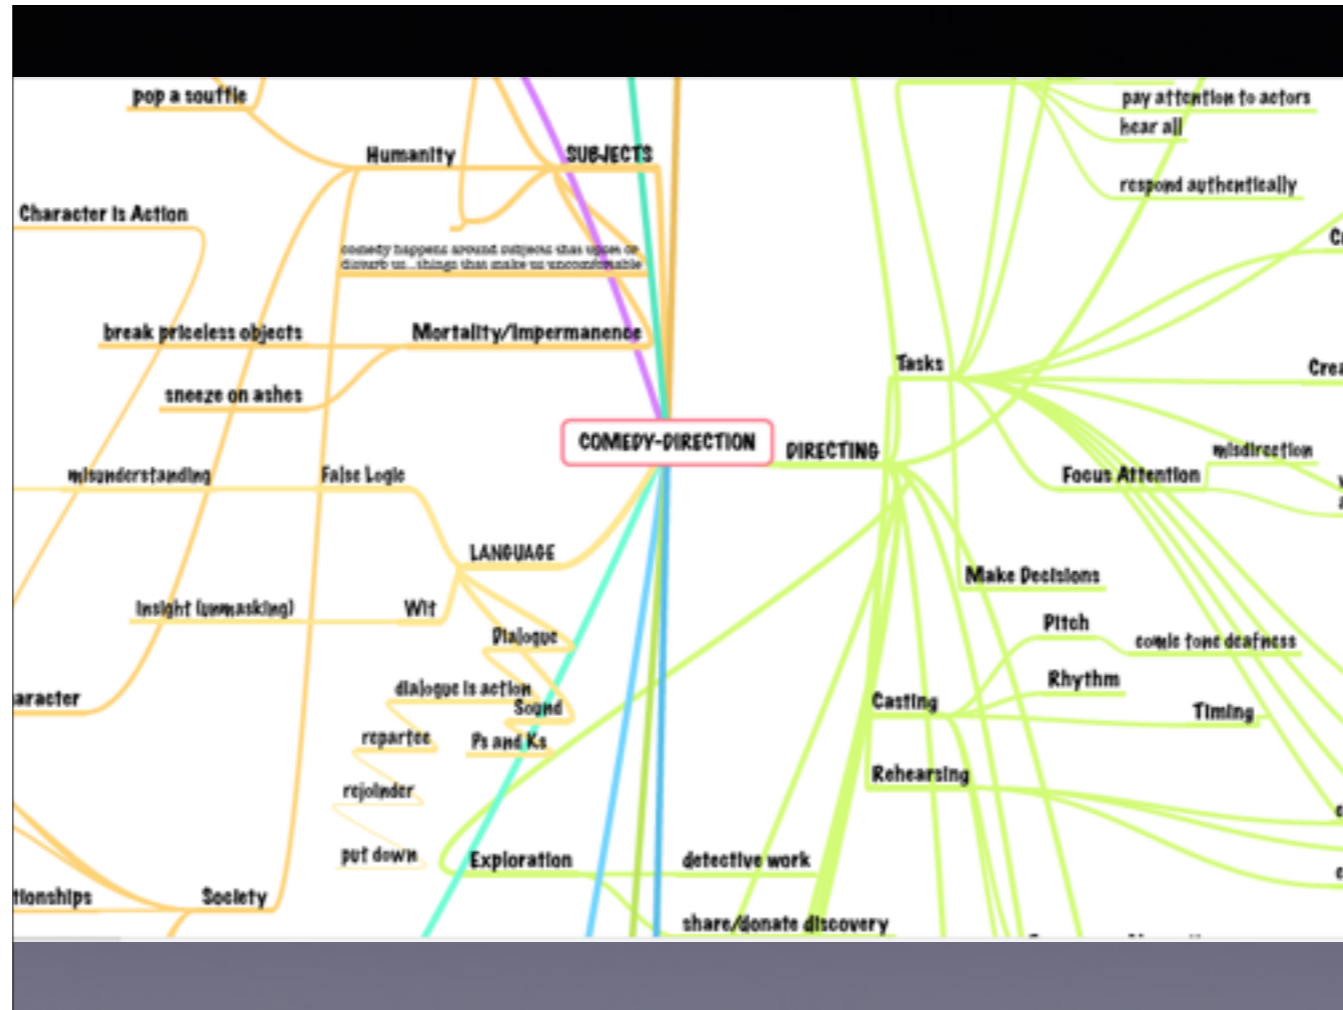 pop a souffle
Humanity
SUBJECTS
Character is Action
comedy happens around subjects that upset or
disturb us...things that make us uncomfortable
break priceless objects
Mortality/Impermanence
sneeze on ashes
COMEDY-DIRECTION
misunderstanding
False Logic
LANGUAGE
Insight (unmasking)
Wit
Dialogue
dialogue is action
Sound
repartee
Ps and Ks
rejoinder
put down
aracter
tionships
Society
pay attention to actors
hear all
respond authentically
Tasks
DIRECTING
misdirection
Focus Attention
Make Decisions
Pitch
comic tone deafness
Rhythm
Casting
Timing
Rehearsing
Exploration
detective work
share/donate discovery